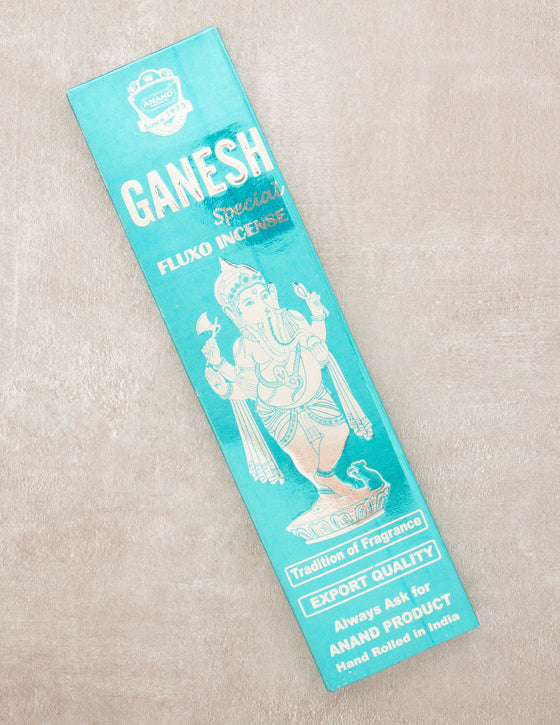 ANAND
Since 1973
GANESH
Special
FLUXO INCENSE
Tradition of Fragrance
EXPORT QUALITY
Always Ask for
ANAND PRODUCT
Hand Rolled in India